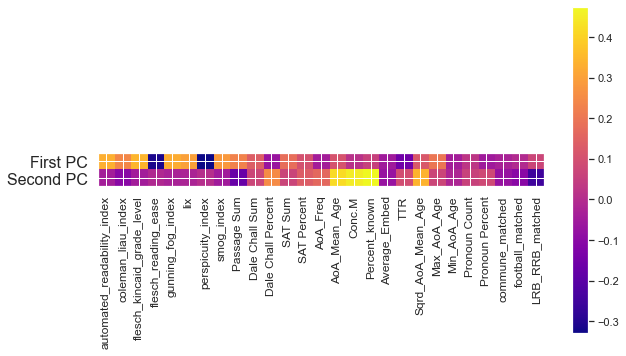 First PC
Second PC
automated_readability_index
coleman_liau_index
flesch_kincaid_grade_level
flesch_reading_ease
gunning_fog_index
lix
perspicuity_index
smog_index
Passage Sum
Dale Chall Sum
Dale Chall Percent
SAT Sum
SAT Percent
AoA_Freq
AoA_Mean_Age
Conc.M
Percent_known
Average_Embed
TTR
Sqrd_AoA_Mean_Age
Max_AoA_Age
Min_AoA_Age
Pronoun Count
Pronoun Percent
commune_matched
football_matched
LRB_RRB_matched
0.4
0.3
0.2
0.1
0.0
−0.1
−0.2
−0.3